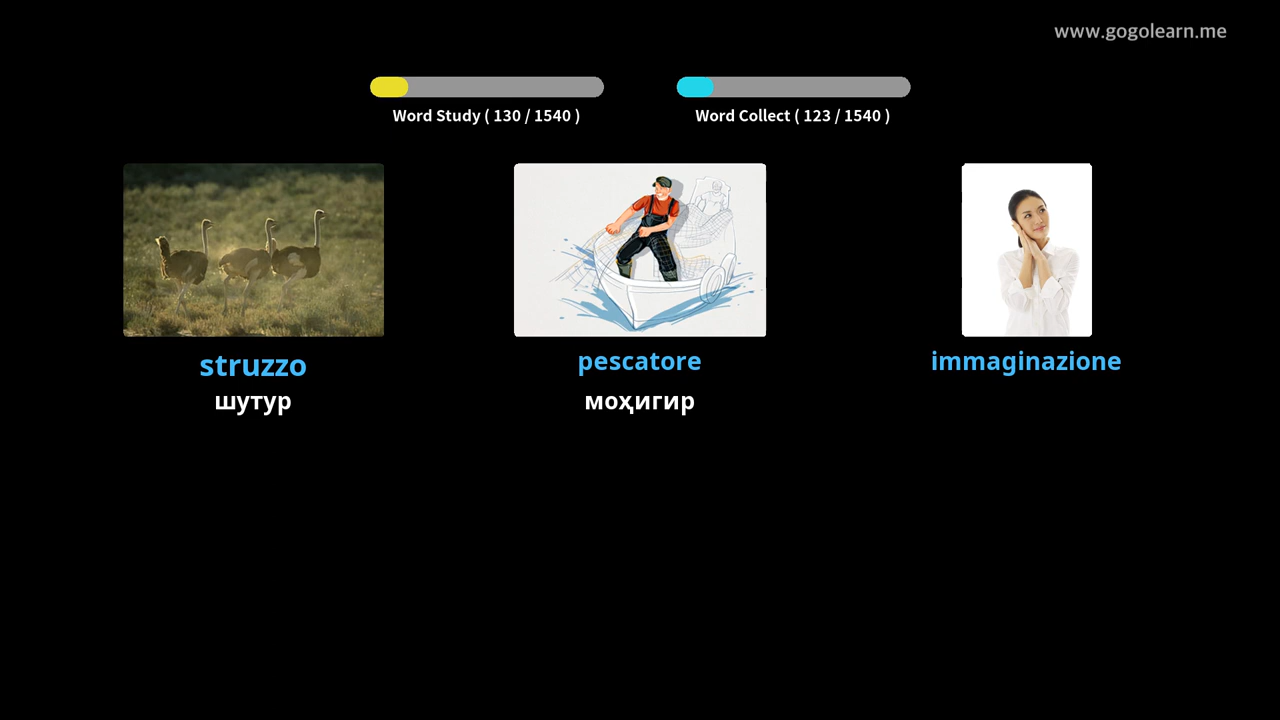 www.gogolearn.me
Word Study ( 130 / 1540 )
Word Collect ( 123 / 1540 )
struzzo
pescatore
immaginazione
шутур
моҳигир